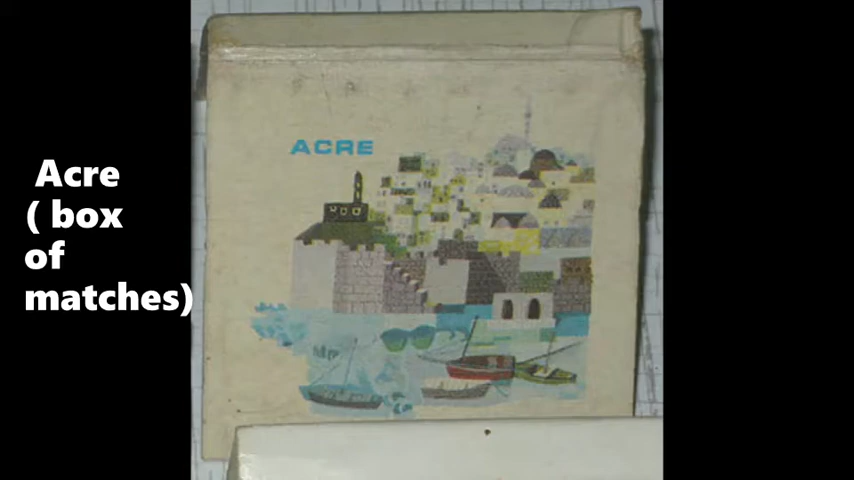 Acre
( box
of
matches)
ACRE